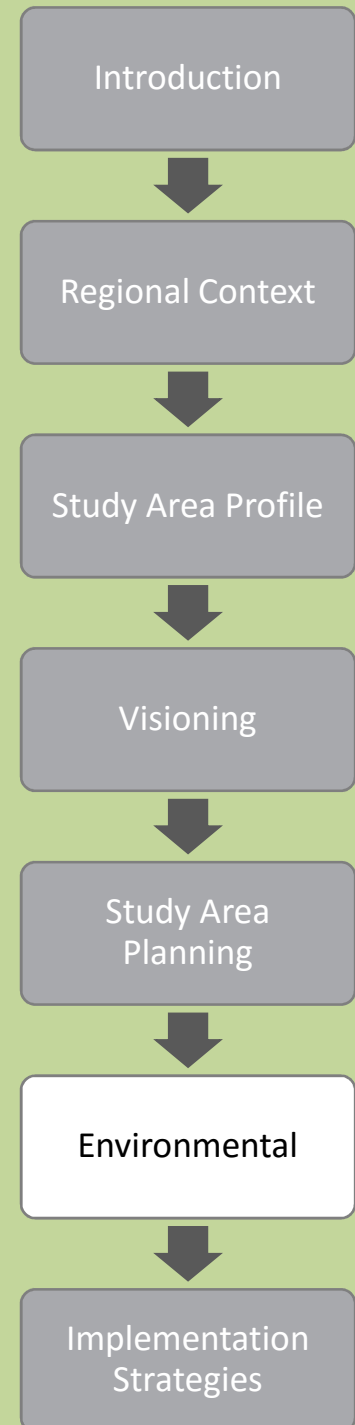 Introduction
Regional Context
Study Area Profile
Visioning
Study Area
Planning
Environmental
Implementation
Strategies